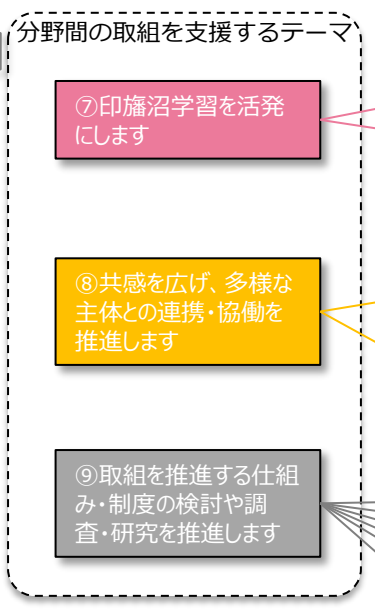 分野間の取組を支援するテーマ
⑦印旛沼学習を活発
にします
⑧共感を広げ、多様な
主体との連携・協働を
推進します
⑨取組を推進する仕組
み・制度の検討や調
査・研究を推進します